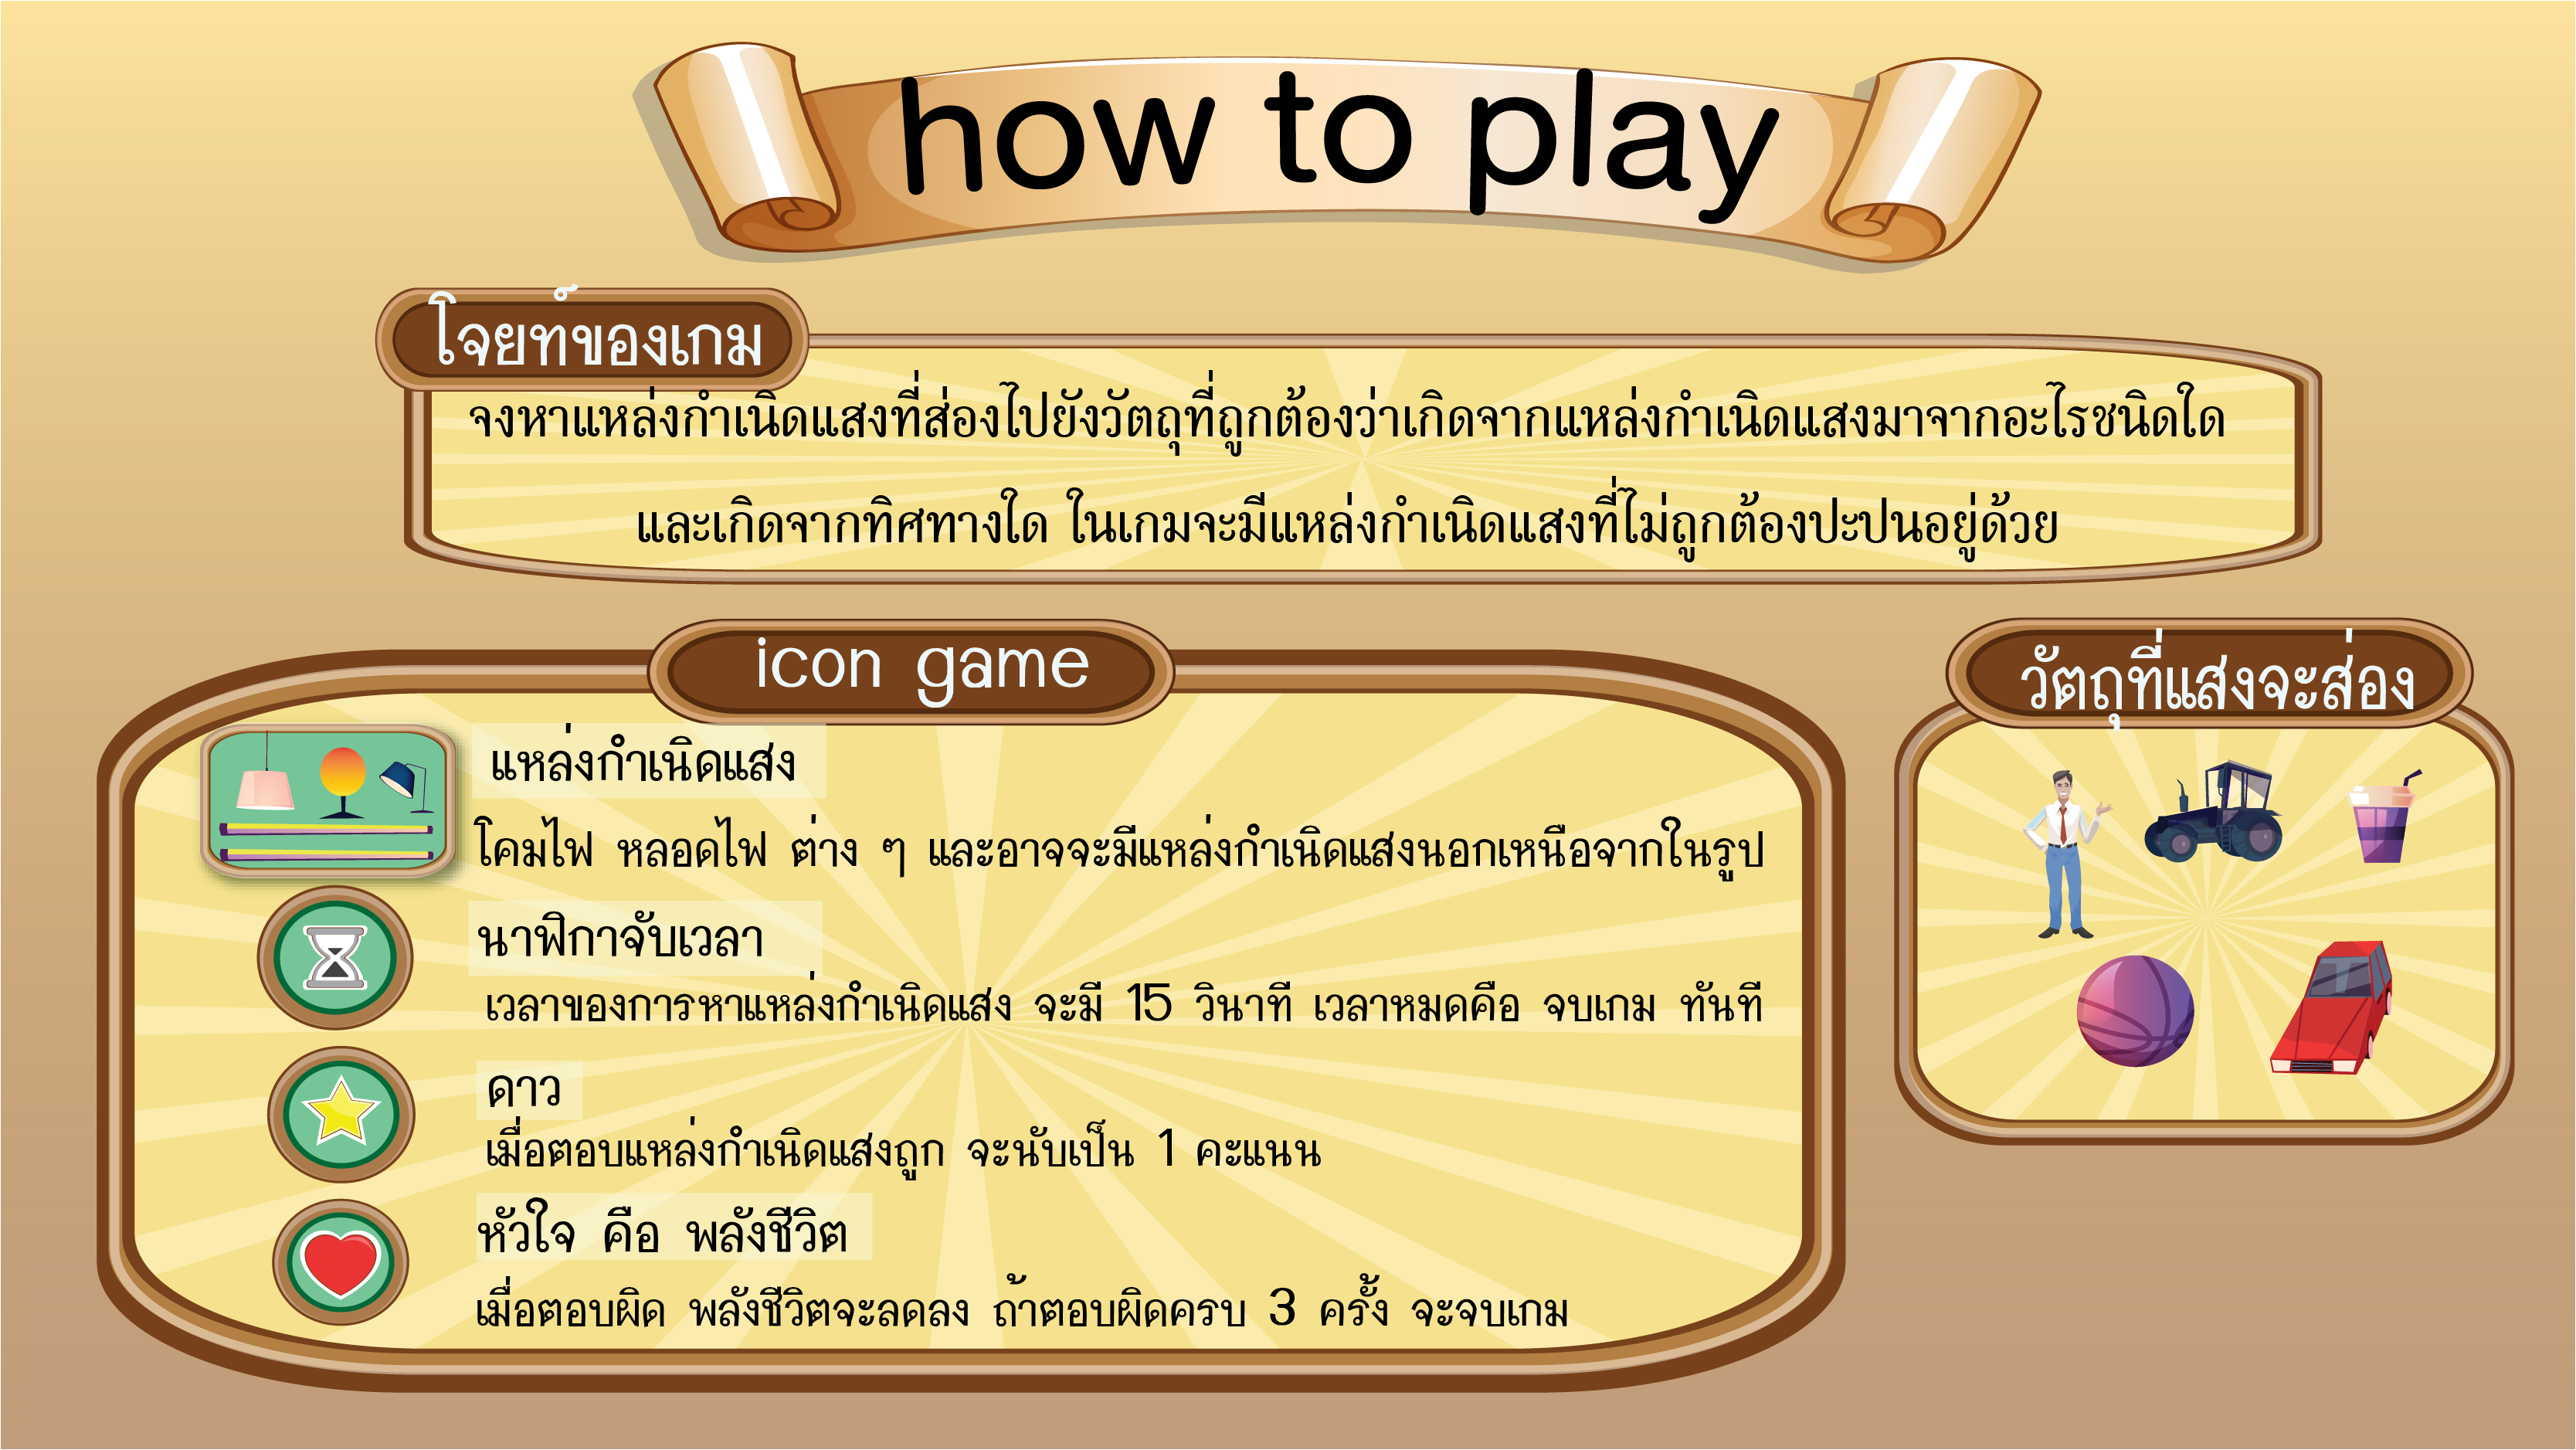 how to play
โจยท์ของเกม
จงหาแหล่งกำเนิดแสงที่ส่องไปยังวัตถุที่ถูกต้องว่าเกิดจากแหล่งกำเนิดแสงมาจากอะไรชนิดใด
และเกิดจากทิศทางใด ในเกมจะมีแหล่งกำเนิดแสงที่ไม่ถูกต้องปะปนอยู่ด้วย
icon game
แหล่งกำเนิดแสง
โคมไฟ หลอดไฟ ต่าง ๆ และอาจจะมีแหล่งกำเนิดแสงนอกเหนือจากในรูป
นาฬิกาจับเวลา
เวลาของการหาแหล่งกำเนิดแสง จะมี 15 วินาที เวลาหมดคือ จบเกม ทันที
ดาว
เมื่อตอบแหล่งกำเนิดแสงถูก จะนับเป็น 1 คะแนน
หัวใจ คือ พลังชีวิต
เมื่อตอบผิด พลังชีวิตจะลดลง ถ้าตอบผิดครบ 3 ครั้ง จะจบเกม
วัตถุที่แสงจะส่อง